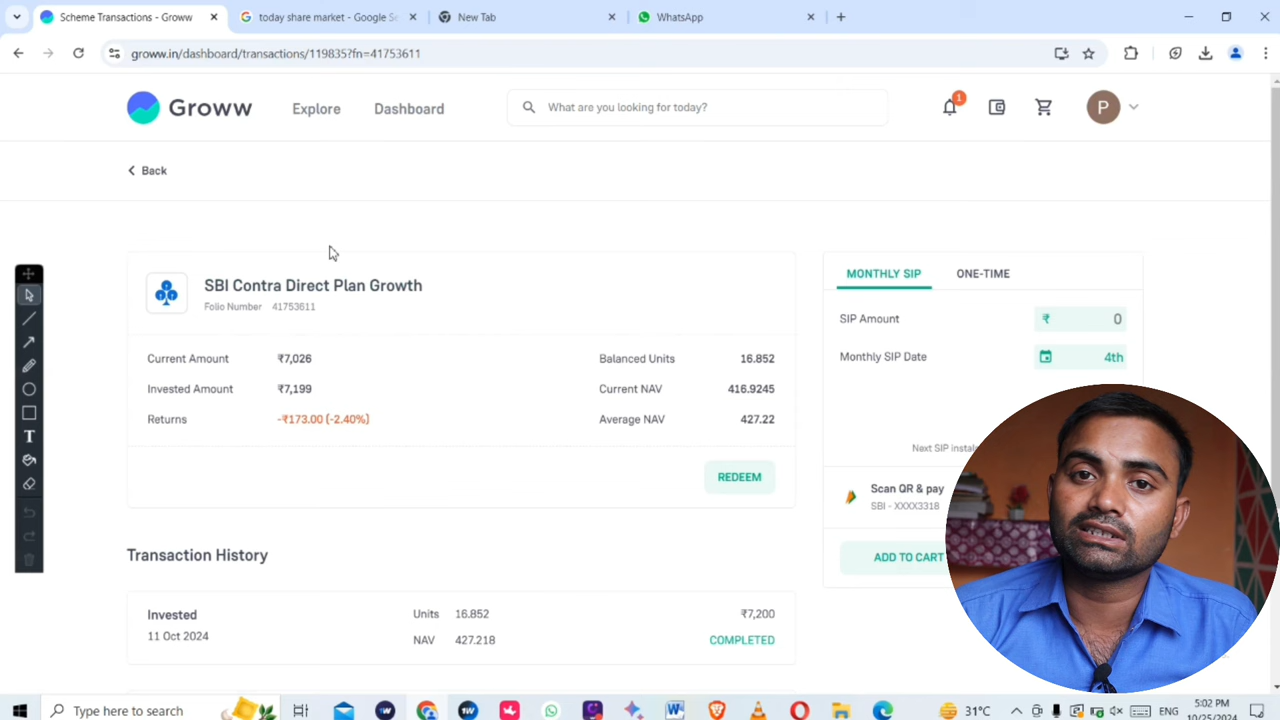 Scheme Transactions - Groww
today share market - Google Se
New Tab
WhatsApp
groww.in/dashboard/transactions/119835?fn=41753611
Groww
Explore
Dashboard
What are you looking for today?
1
P
Back
SBI Contra Direct Plan Growth
Folio Number 41753611
Current Amount ₹7,026
Balanced Units 16.852
Invested Amount ₹7,199
Current NAV 416.9245
Returns -₹173.00 (-2.40%)
Average NAV 427.22
REDEEM
MONTHLY SIP ONE-TIME
SIP Amount ₹ 0
Monthly SIP Date 4th
Next SIP instal
Scan QR & pay
SBI - XXXX3318
ADD TO CART
Transaction History
Invested Units 16.852 ₹7,200
11 Oct 2024 NAV 427.218 COMPLETED
T
Type here to search
31°C
ENG
5:02 PM
10/25/2024